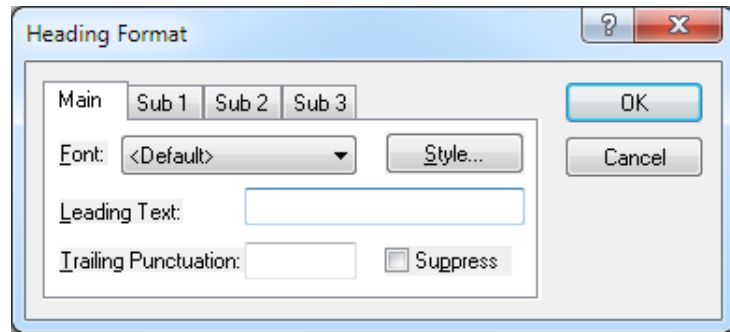 Heading Format
Main Sub 1 Sub 2 Sub 3 OK
Font: <Default> Style... Cancel
Leading Text:
Trailing Punctuation: Suppress